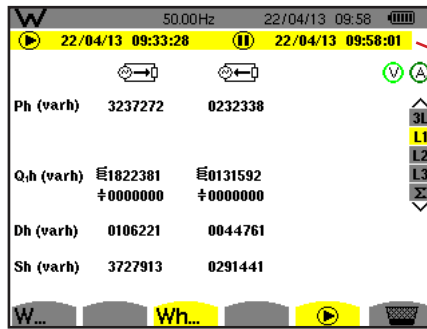 W 50.00Hz 22/04/13 09:58
22/04/13 09:33:28 22/04/13 09:58:01
V A
Ph (varh) 3237272 0232338
3L
L1
Q₁h (varh) 1822381 0131592
L2
÷0000000 ÷0000000
L3
Σ
Dh (varh) 0106221 0044761
Sh (varh) 3727913 0291441
W... Wh...